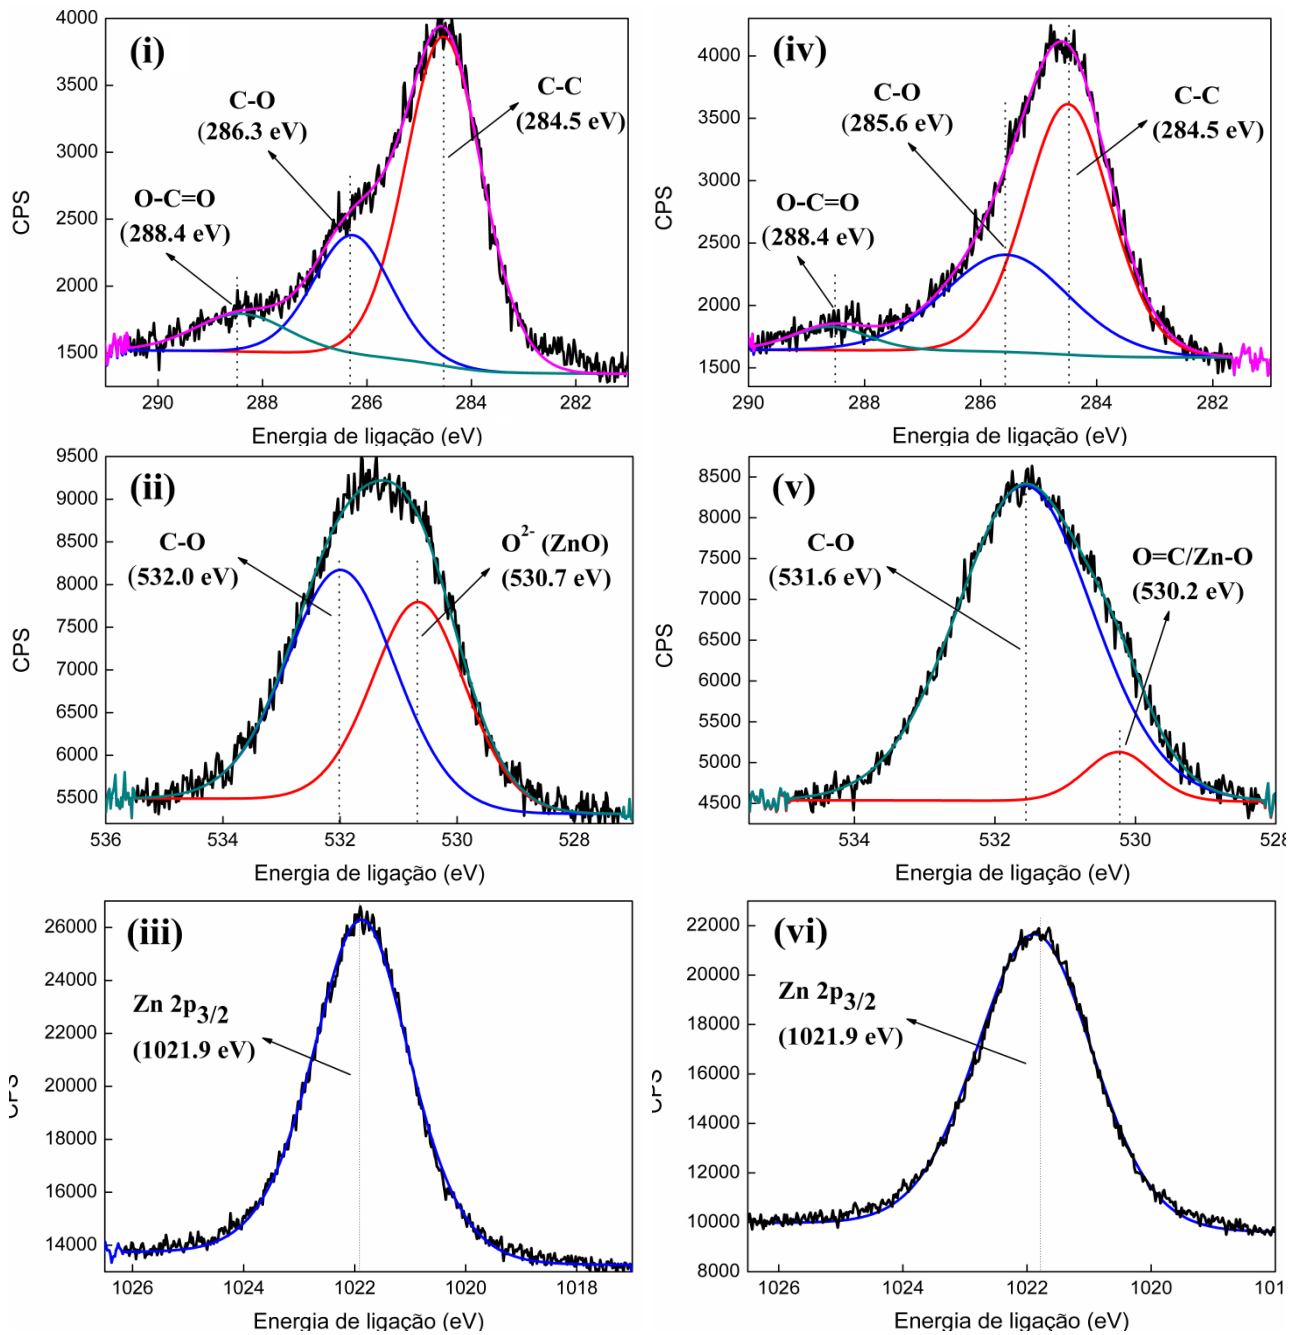 (i)
4000
3500
3000
2500
2000
1500
CPS
C-O
(286.3 eV)
C-C
(284.5 eV)
O-C=O
(288.4 eV)
290 288 286 284 282
Energia de ligação (eV)
(iv)
4000
3500
3000
2500
2000
1500
CPS
C-O
(285.6 eV)
C-C
(284.5 eV)
O-C=O
(288.4 eV)
290 288 286 284 282
Energia de ligação (eV)
(ii)
9500
9000
8500
8000
7500
7000
6500
6000
5500
CPS
C-O
(532.0 eV)
O²⁻ (ZnO)
(530.7 eV)
536 534 532 530 528
Energia de ligação (eV)
(v)
8500
8000
7500
7000
6500
6000
5500
5000
4500
CPS
C-O
(531.6 eV)
O=C/Zn-O
(530.2 eV)
534 532 530 528
Energia de ligação (eV)
(iii)
26000
24000
22000
20000
18000
16000
14000
CPS
Zn 2p3/2
(1021.9 eV)
1026 1024 1022 1020 1018
Energia de ligação (eV)
(vi)
22000
20000
18000
16000
14000
12000
10000
8000
CPS
Zn 2p3/2
(1021.9 eV)
1026 1024 1022 1020 101
Energia de ligação (eV)